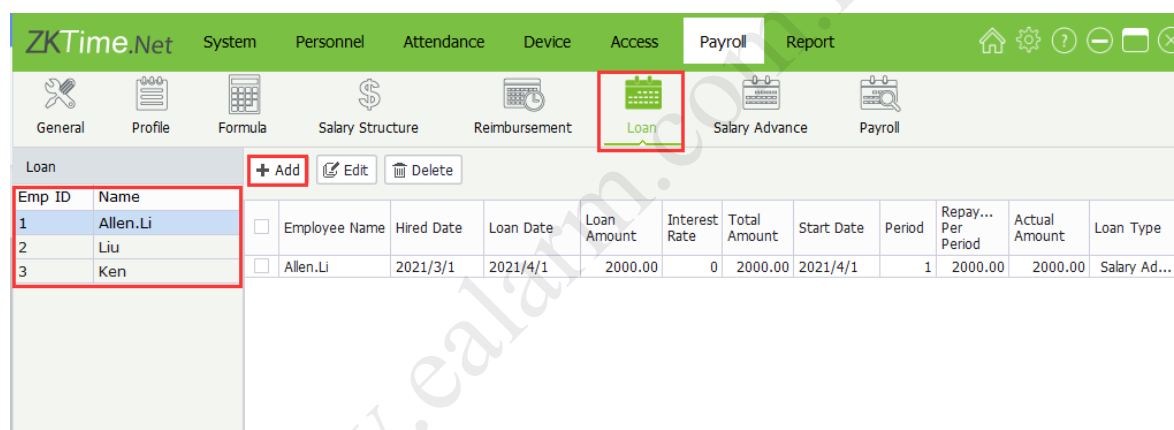 ZKTime.Net System Personnel Attendance Device Access Payroll Report
General Profile Formula Salary Structure Reimbursement Loan Salary Advance Payroll
Loan
Emp ID Name
1 Allen.Li
2 Liu
3 Ken
+ Add Edit Delete
Employee Name Hired Date Loan Date Loan Amount Interest Rate Total Amount Start Date Period Repay... Per Period Actual Amount Loan Type
Allen.Li 2021/3/1 2021/4/1 2000.00 0 2000.00 2021/4/1 1 2000.00 2000.00 Salary Ad...
.ealarm.com.